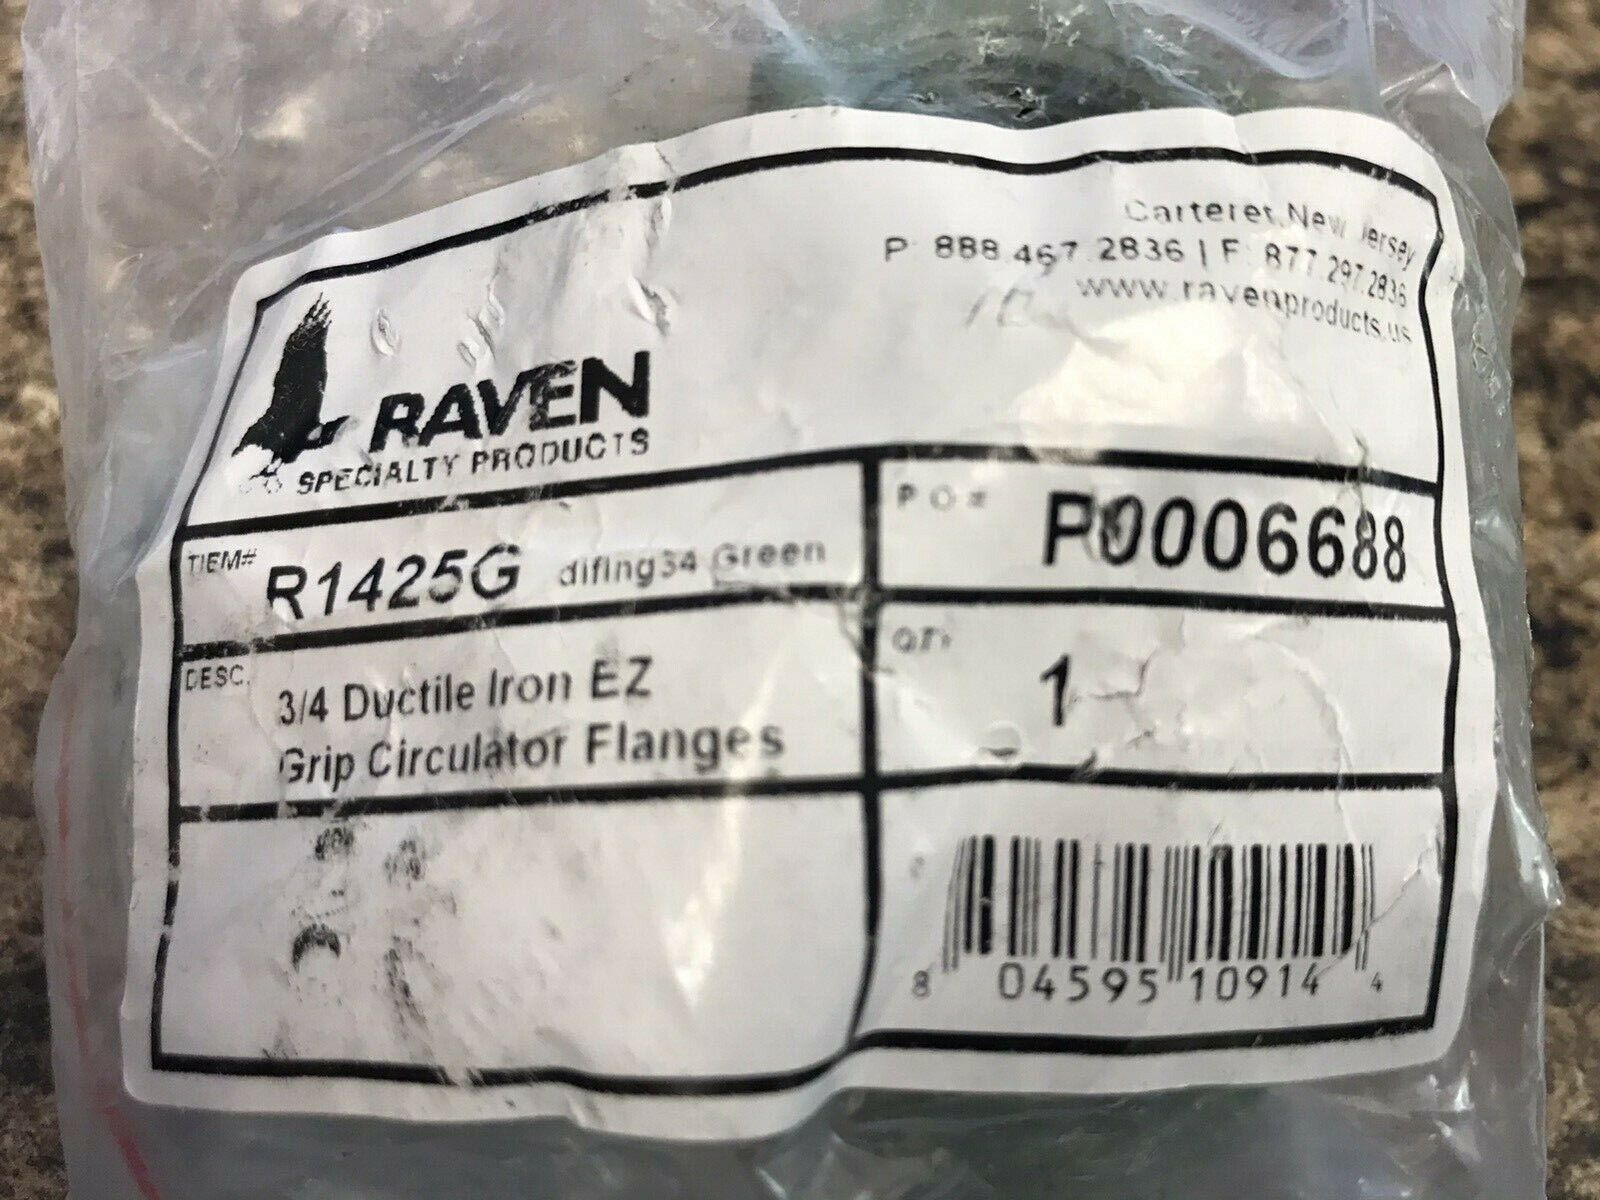 Carteret, New Jersey
P: 888.467.2836 | F: 877.297.2836
www.ravenproducts.us
RAVEN
SPECIALTY PRODUCTS
TIEM# R1425G difing34 Green
P O # P0006688
DESC. 3/4 Ductile Iron EZ
Grip Circulator Flanges
QTY 1
8 04595 10914 4